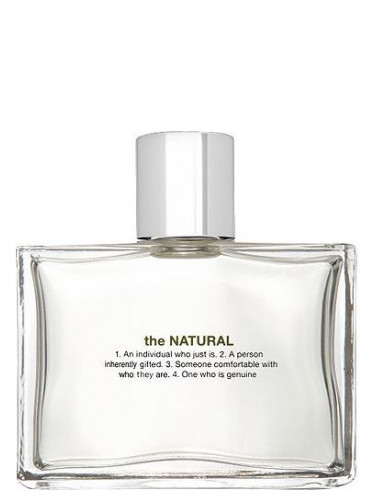 the NATURAL
1. An individual who just is. 2. A person
inherently gifted. 3. Someone comfortable with
who they are. 4. One who is genuine